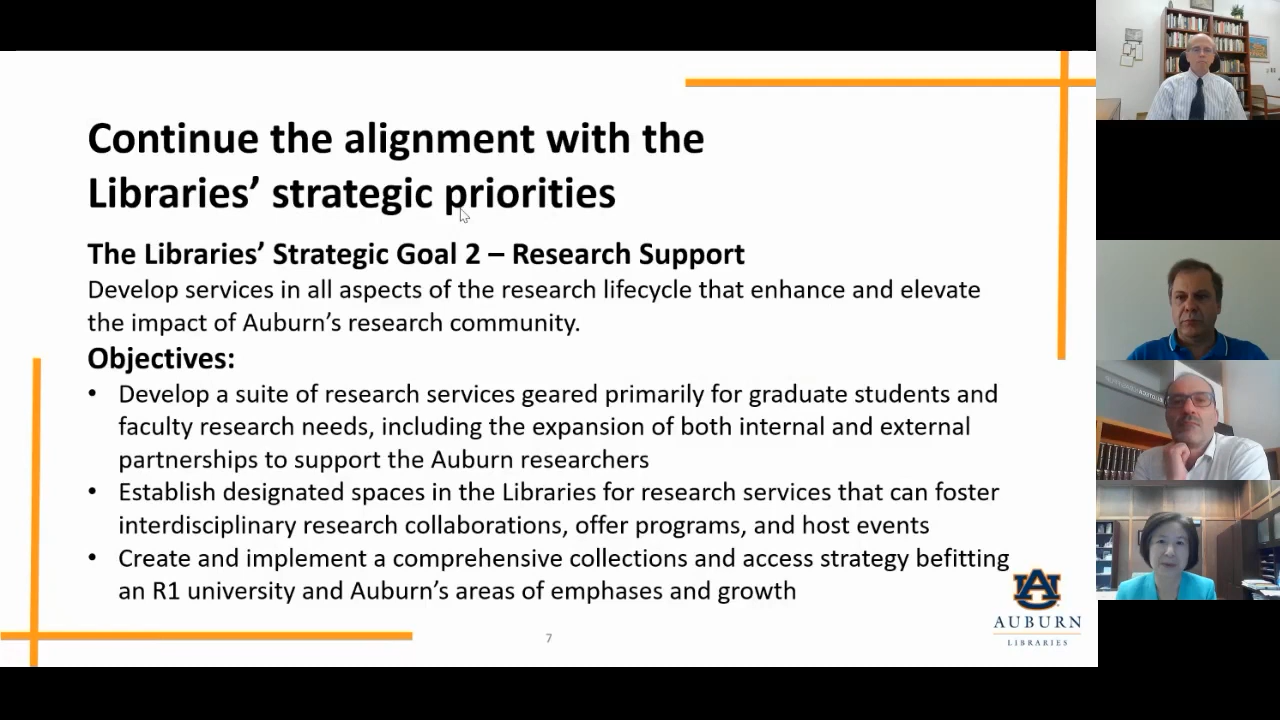 Continue the alignment with the
Libraries’ strategic priorities
The Libraries’ Strategic Goal 2 – Research Support
Develop services in all aspects of the research lifecycle that enhance and elevate
the impact of Auburn’s research community.
Objectives:
• Develop a suite of research services geared primarily for graduate students and
faculty research needs, including the expansion of both internal and external
partnerships to support the Auburn researchers
• Establish designated spaces in the Libraries for research services that can foster
interdisciplinary research collaborations, offer programs, and host events
• Create and implement a comprehensive collections and access strategy befitting
an R1 university and Auburn’s areas of emphases and growth
AU
AUBURN
LIBRARIES
7